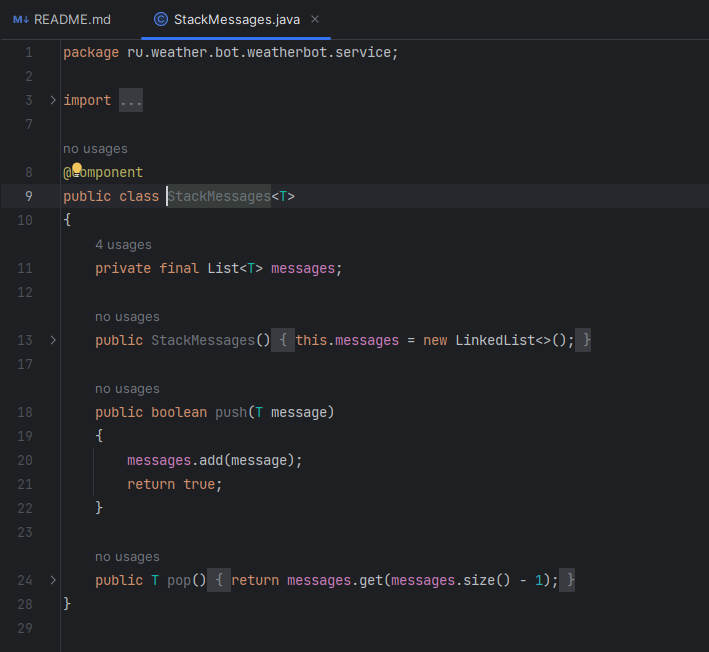 M↓ README.md © StackMessages.java ×
1 package ru.weather.bot.weatherbot.service;
2
3 > import ...
7
no usages
8 @Component
9 public class StackMessages<T>
10 {
4 usages
11 private final List<T> messages;
12
no usages
13 > public StackMessages() { this.messages = new LinkedList<>(); }
17
no usages
18 public boolean push(T message)
19 {
20 messages.add(message);
21 return true;
22 }
23
no usages
24 > public T pop() { return messages.get(messages.size() - 1); }
28 }
29